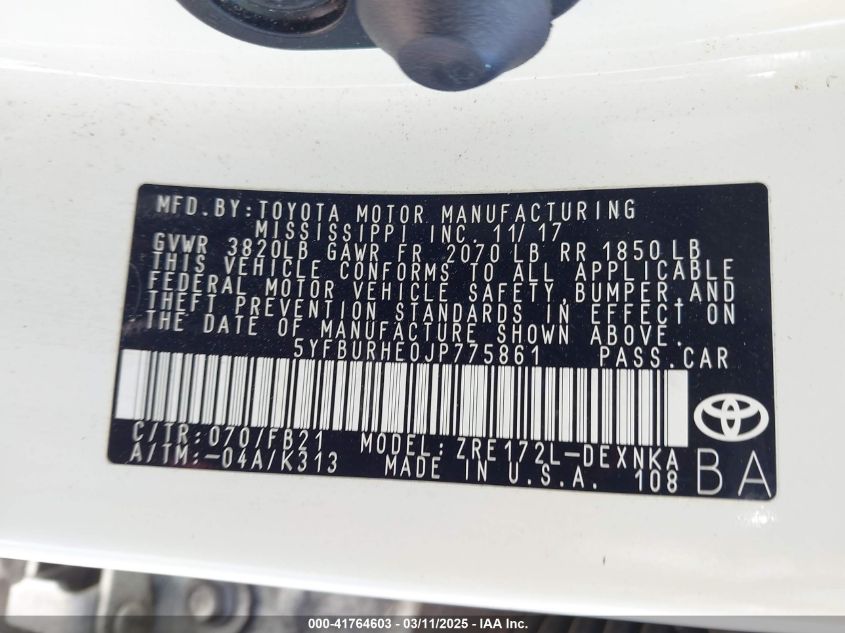 MFD.BY:TOYOTA MOTOR MANUFACTURING
MISSISSIPPI INC. 11/17
GVWR 3820LB GAWR FR 2070 LB RR 1850 LB
THIS VEHICLE CONFORMS TO ALL APPLICABLE
FEDERAL MOTOR VEHICLE SAFETY,BUMPER,AND
THEFT PREVENTION STANDARDS IN EFFECT ON
THE DATE OF MANUFACTURE SHOWN ABOVE.
5YFBURHE0JP775861 PASS.CAR
C/TR:070/FB21 MODEL:ZRE172L-DEXNKA
A/TM:-04A/K313 MADE IN U.S.A. 108
BA
000-41764603 - 03/11/2025 - IAAI.com